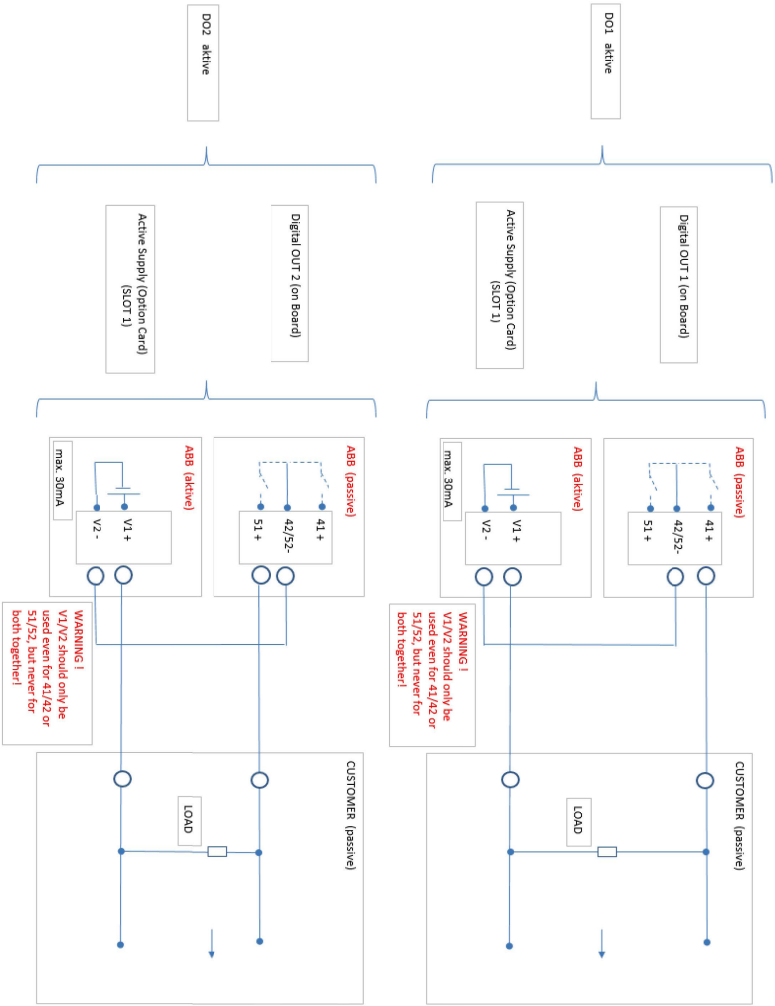 DO1 aktive
Digital OUT 1 (on Board)
Active Supply (Option Card)
(SLOT 1)
ABB (passive)
41 +
42/52-
51 +
ABB (aktive)
V1 +
V2 -
max. 30mA
WARNING !
V1/V2 should only be
used even for 41/42 or
51/52, but never for
both together!
CUSTOMER (passive)
LOAD
DO2 aktive
Digital OUT 2 (on Board)
Active Supply (Option Card)
(SLOT 1)
ABB (passive)
41 +
42/52-
51 +
ABB (aktive)
V1 +
V2 -
max. 30mA
WARNING !
V1/V2 should only be
used even for 41/42 or
51/52, but never for
both together!
CUSTOMER (passive)
LOAD